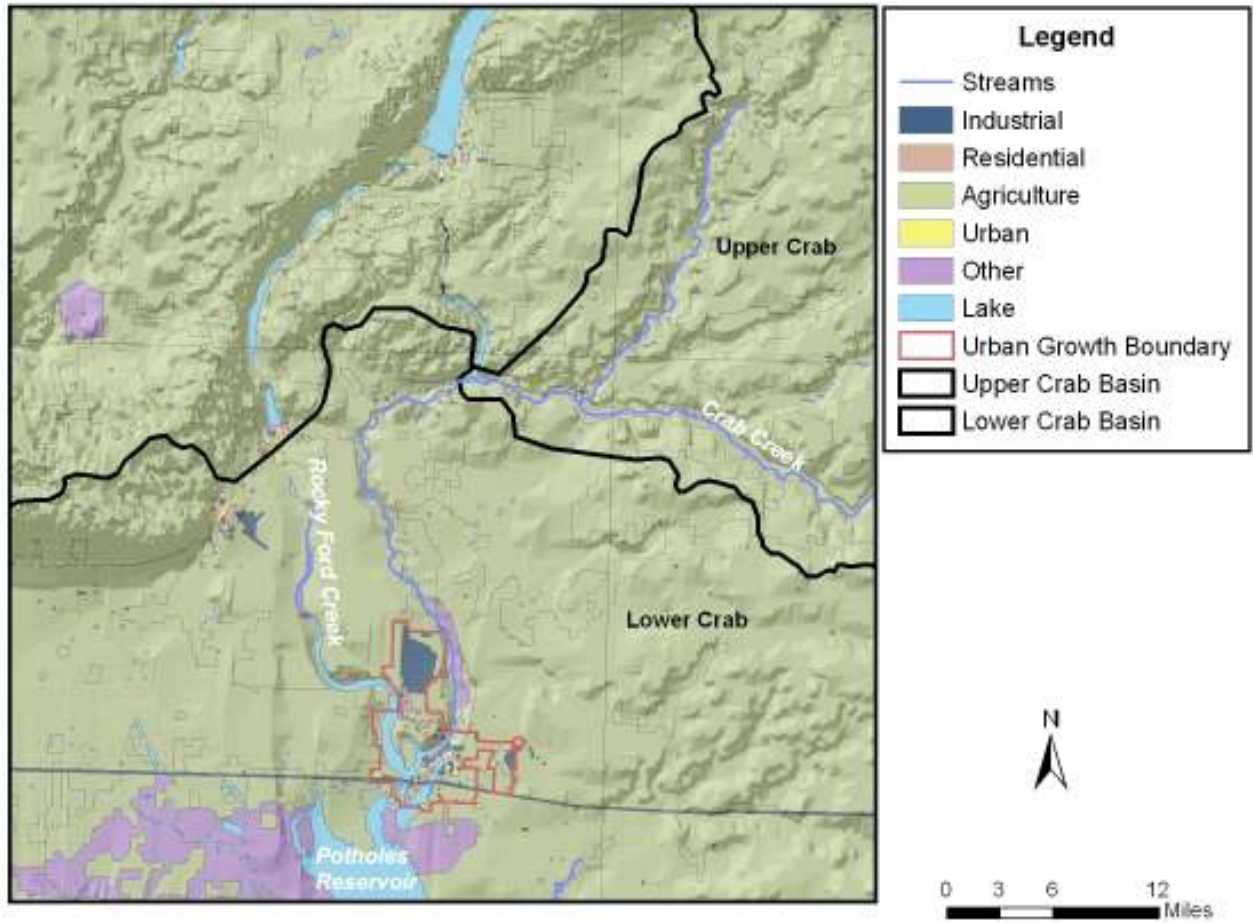 Upper Crab
Crab Creek
Rocky Ford Creek
Lower Crab
Potholes
Reservoir
Legend
Streams
Industrial
Residential
Agriculture
Urban
Other
Lake
Urban Growth Boundary
Upper Crab Basin
Lower Crab Basin
N
0 3 6 12
Miles